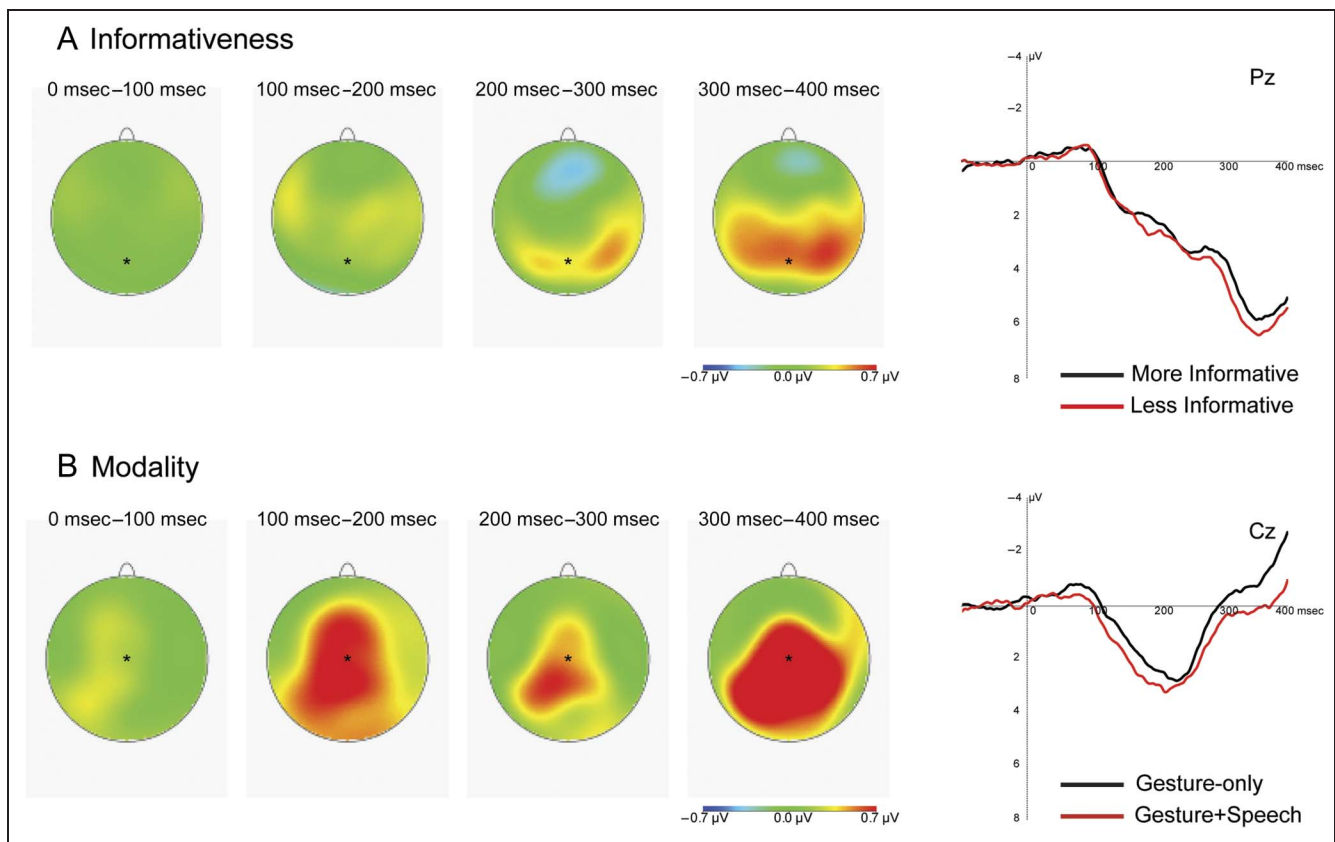 A Informativeness
0 msec–100 msec
100 msec–200 msec
200 msec–300 msec
300 msec–400 msec
*
*
*
*
−0.7 µV
0.0 µV
0.7 µV
−4
µV
Pz
−2
0
100
200
300
400 msec
2
4
6
8
More Informative
Less Informative
B Modality
0 msec–100 msec
100 msec–200 msec
200 msec–300 msec
300 msec–400 msec
*
*
*
*
−0.7 µV
0.0 µV
0.7 µV
−4
µV
Cz
−2
0
100
200
300
400 msec
2
4
6
8
Gesture-only
Gesture+Speech